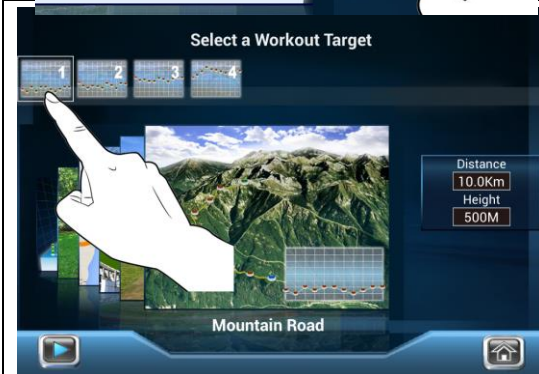 Select a Workout Target
1 2 3 4
Distance
10.0Km
Height
500M
Mountain Road